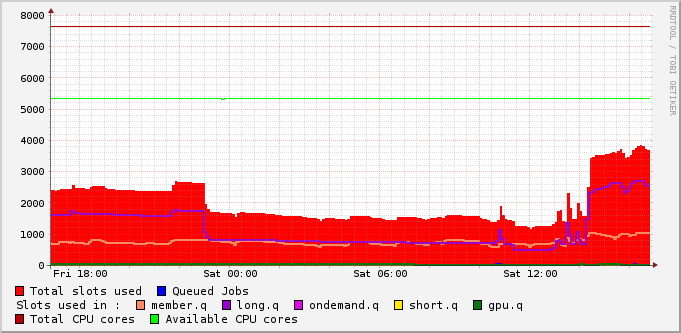 8000
7000
6000
5000
4000
3000
2000
1000
0
Fri 18:00 Sat 00:00 Sat 06:00 Sat 12:00
RRDTOOL / TOBI OETIKER
Total slots used Queued Jobs
Slots used in : member.q long.q ondemand.q short.q gpu.q
Total CPU cores Available CPU cores